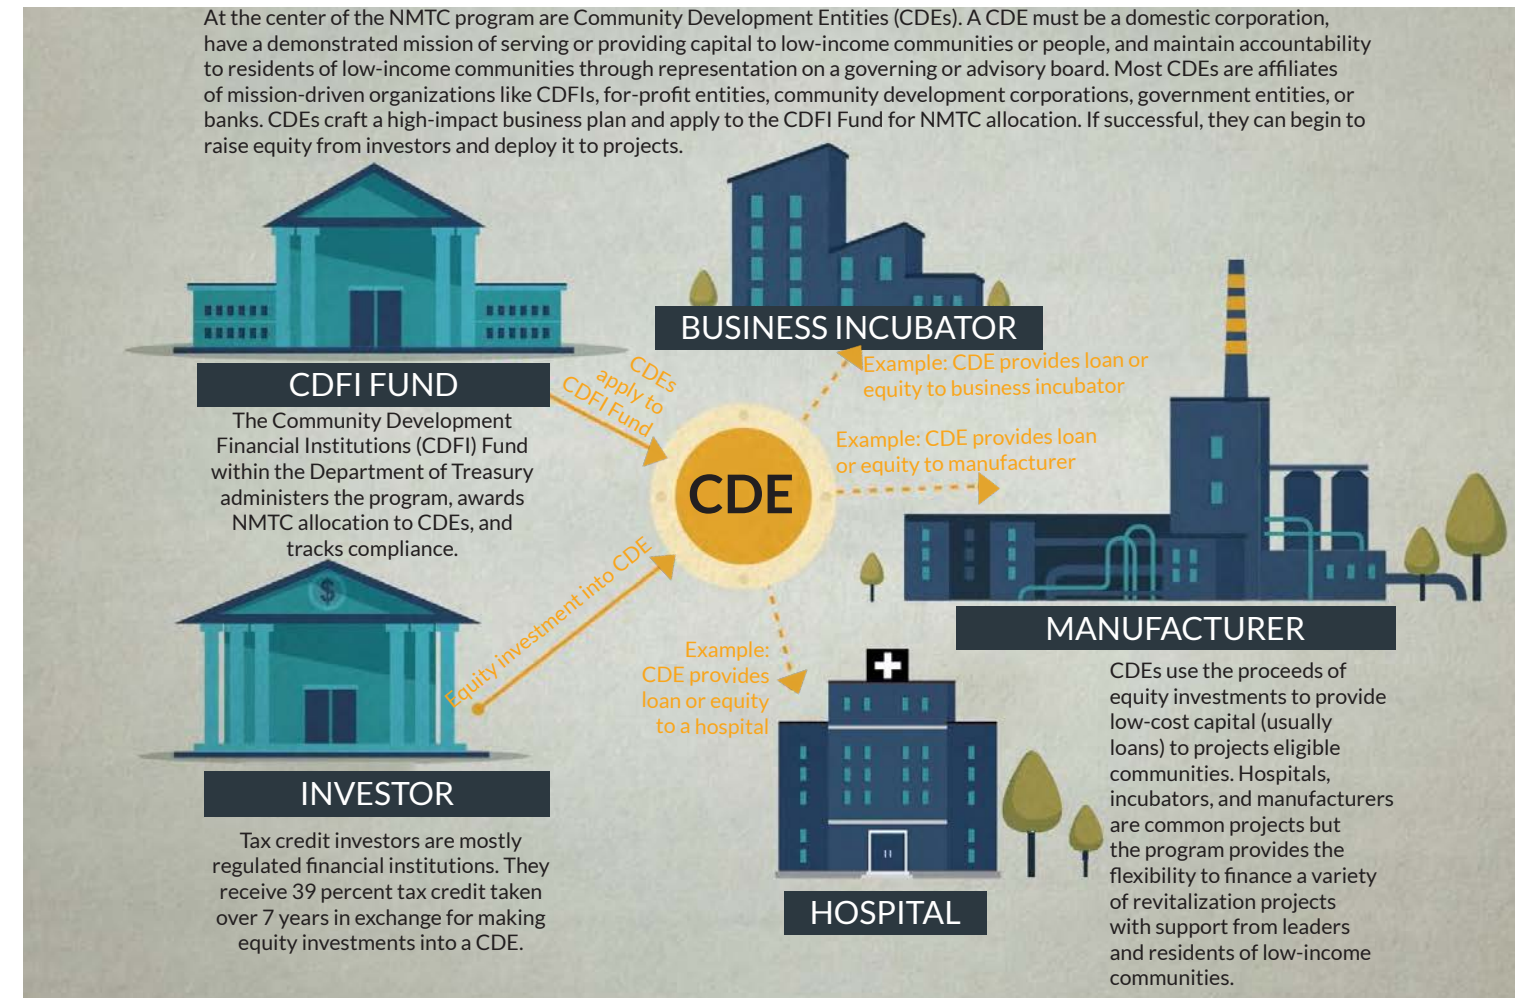 At the center of the NMTC program are Community Development Entities (CDEs). A CDE must be a domestic corporation,
have a demonstrated mission of serving or providing capital to low-income communities or people, and maintain accountability
to residents of low-income communities through representation on a governing or advisory board. Most CDEs are affiliates
of mission-driven organizations like CDFIs, for-profit entities, community development corporations, government entities, or
banks. CDEs craft a high-impact business plan and apply to the CDFI Fund for NMTC allocation. If successful, they can begin to
raise equity from investors and deploy it to projects.
BUSINESS INCUBATOR
CDFI FUND
The Community Development
Financial Institutions (CDFI) Fund
within the Department of Treasury
administers the program, awards
NMTC allocation to CDEs, and
tracks compliance.
CDEs
apply to
CDFI Fund
Example: CDE provides loan or
equity to business incubator
Example: CDE provides loan
or equity to manufacturer
CDE
Equity investment into CDE
$
Example:
CDE provides
loan or equity
to a hospital
MANUFACTURER
CDEs use the proceeds of
equity investments to provide
low-cost capital (usually
loans) to projects eligible
communities. Hospitals,
incubators, and manufacturers
are common projects but
the program provides the
flexibility to finance a variety
of revitalization projects
with support from leaders
and residents of low-income
communities.
INVESTOR
Tax credit investors are mostly
regulated financial institutions. They
receive 39 percent tax credit taken
over 7 years in exchange for making
equity investments into a CDE.
HOSPITAL